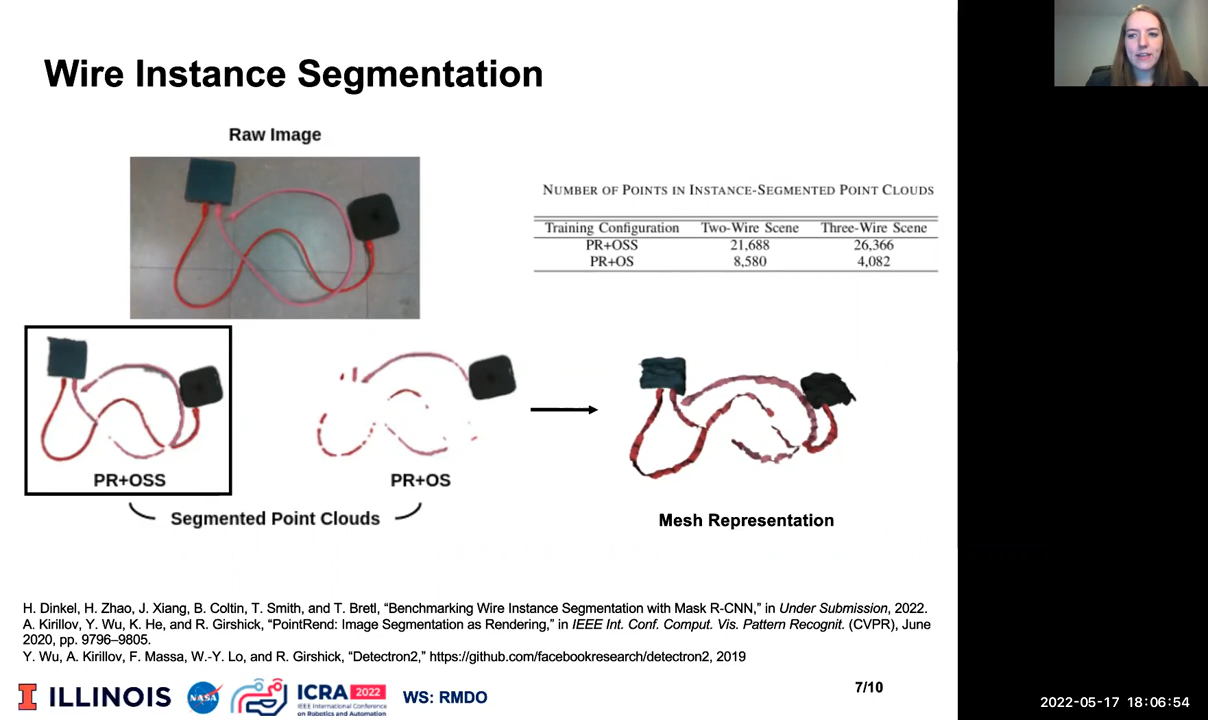 Wire Instance Segmentation
Raw Image
NUMBER OF POINTS IN INSTANCE-SEGMENTED POINT CLOUDS
Training Configuration Two-Wire Scene Three-Wire Scene
PR+OSS 21,688 26,366
PR+OS 8,580 4,082
PR+OSS
PR+OS
Segmented Point Clouds
Mesh Representation
H. Dinkel, H. Zhao, J. Xiang, B. Coltin, T. Smith, and T. Bretl, “Benchmarking Wire Instance Segmentation with Mask R-CNN,” in Under Submission, 2022.
A. Kirillov, Y. Wu, K. He, and R. Girshick, “PointRend: Image Segmentation as Rendering,” in IEEE Int. Conf. Comput. Vis. Pattern Recognit. (CVPR), June
2020, pp. 9796–9805.
Y. Wu, A. Kirillov, F. Massa, W.-Y. Lo, and R. Girshick, “Detectron2,” https://github.com/facebookresearch/detectron2, 2019
ILLINOIS
NASA
ICRA 2022
IEEE International Conference
on Robotics and Automation
WS: RMDO
7/10
2022-05-17 18:06:54